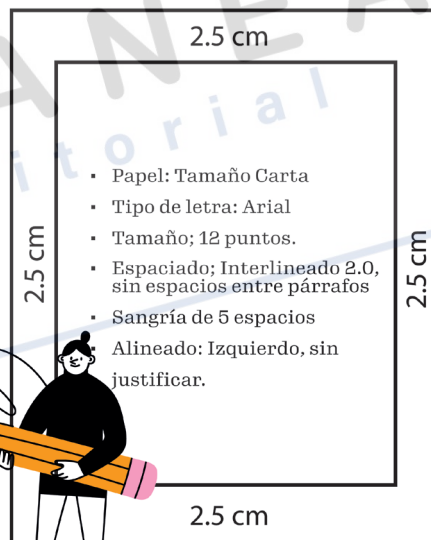 2.5 cm
ANEA
itorial
▪ Papel: Tamaño Carta
▪ Tipo de letra: Arial
▪ Tamaño; 12 puntos.
▪ Espaciado; Interlineado 2.0,
sin espacios entre párrafos
▪ Sangría de 5 espacios
▪ Alineado: Izquierdo, sin
justificar.
2.5 cm
2.5 cm
2.5 cm